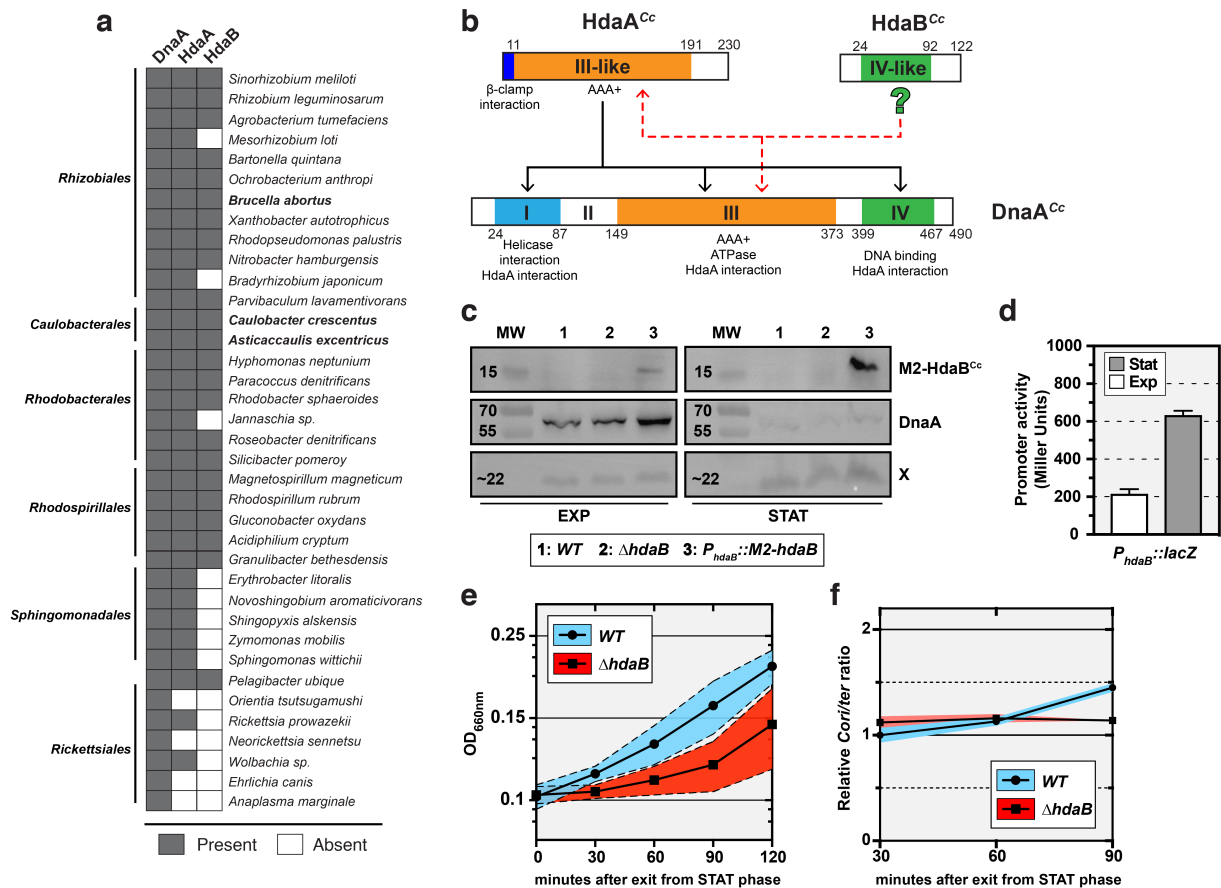 a
DnaA
HdaA
HdaB
Sinorhizobium meliloti
Rhizobium leguminosarum
Agrobacterium tumefaciens
Mesorhizobium loti
Bartonella quintana
Ochrobacterium anthropi
Brucella abortus
Xanthobacter autotrophicus
Rhodopseudomonas palustris
Nitrobacter hamburgensis
Bradyrhizobium japonicum
Parvibaculum lavamentivorans
Caulobacter crescentus
Asticaccaulis excentricus
Hyphomonas neptunium
Paracoccus denitrificans
Rhodobacter sphaeroides
Jannaschia sp.
Roseobacter denitrificans
Silicibacter pomeroy
Magnetospirillum magneticum
Rhodospirillum rubrum
Gluconobacter oxydans
Acidiphilium cryptum
Granulibacter bethesdensis
Erythrobacter litoralis
Novoshingobium aromaticivorans
Shingopyxis alskensis
Zymomonas mobilis
Sphingomonas wittichii
Pelagibacter ubique
Orientia tsutsugamushi
Rickettsia prowazekii
Neorickettsia sennetsu
Wolbachia sp.
Ehrlichia canis
Anaplasma marginale
Rhizobiales
Caulobacterales
Rhodobacterales
Rhodospirillales
Sphingomonadales
Rickettsiales
Present
Absent
b
HdaA Cc
HdaB Cc
11
191
230
24
92
122
III-like
IV-like
β-clamp
interaction
AAA+
?
I
II
III
IV
DnaA Cc
24
87
149
373
399
467
490
Helicase
interaction
HdaA interaction
AAA+
ATPase
HdaA interaction
DNA binding
HdaA interaction
c
MW 1 2 3
MW 1 2 3
15
15
M2-HdaB Cc
70
55
70
55
DnaA
~22
~22
X
EXP
STAT
1: WT 2: ΔhdaB 3: PhdaB::M2-hdaB
d
Promoter activity
(Miller Units)
1000
800
600
400
200
0
Stat
Exp
PhdaB::lacZ
e
OD660nm
0.25
0.15
0.1
WT
ΔhdaB
0 30 60 90 120
minutes after exit from STAT phase
f
Relative Cori/ter ratio
2
1
0
WT
ΔhdaB
30 60 90
minutes after exit from STAT phase